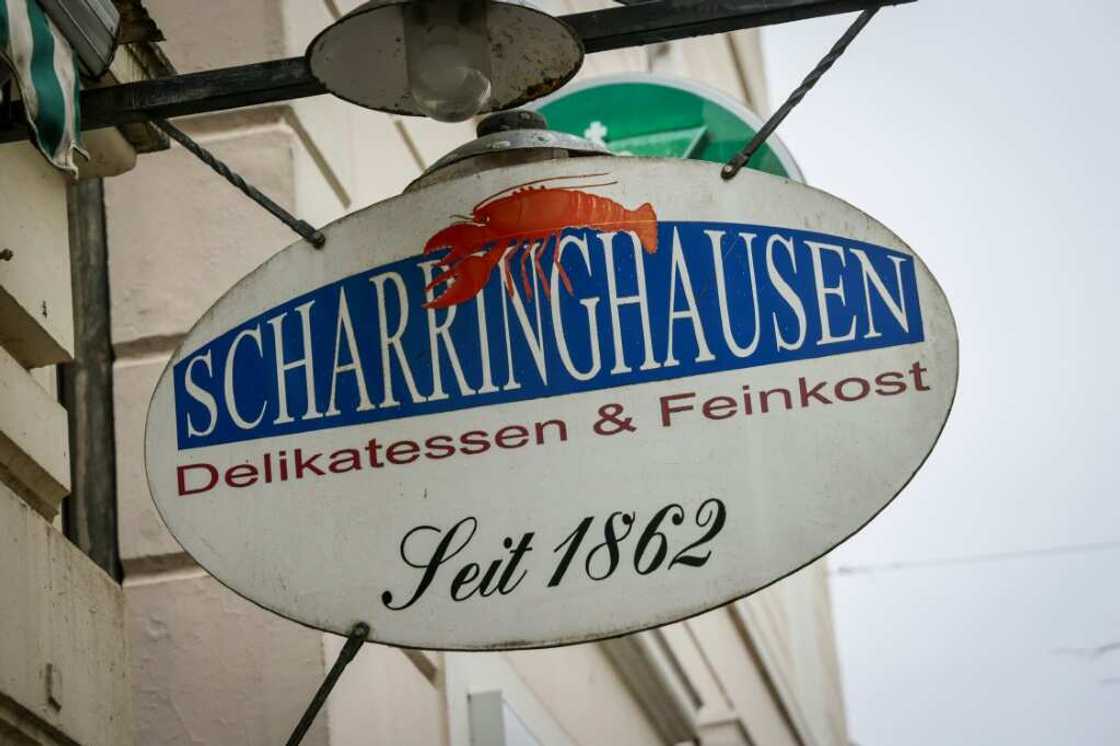 SCHARRINGHAUSEN
Delikatessen & Feinkost
Seit 1862